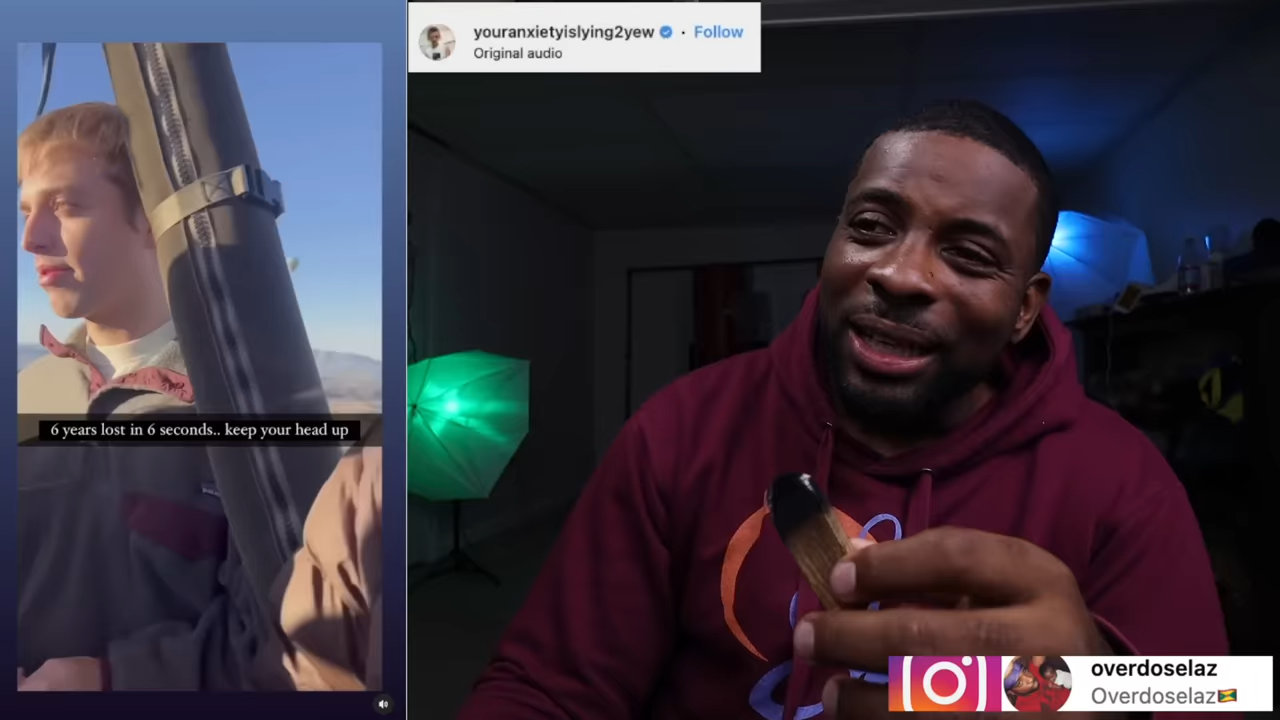 youranxietyislying2yew · Follow
Original audio
6 years lost in 6 seconds.. keep your head up
overdoselaz
Overdoselaz🇬🇩